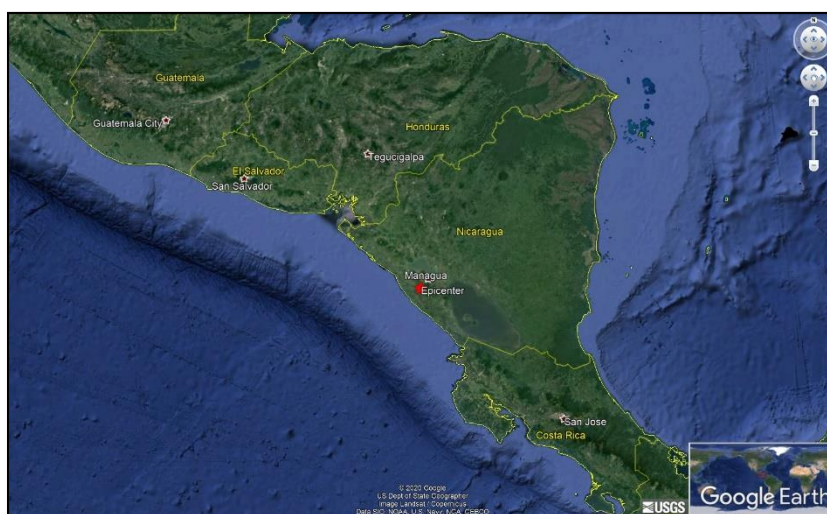 N
Guatemala
Guatemala City
Honduras
Tegucigalpa
El Salvador
San Salvador
Nicaragua
Managua
Epicenter
San Jose
Costa Rica
© 2020 Google
US Dept of State Geographer
Image Landsat / Copernicus
Data SIO, NOAA, U.S. Navy, NGA, GEBCO
USGS
Google Earth